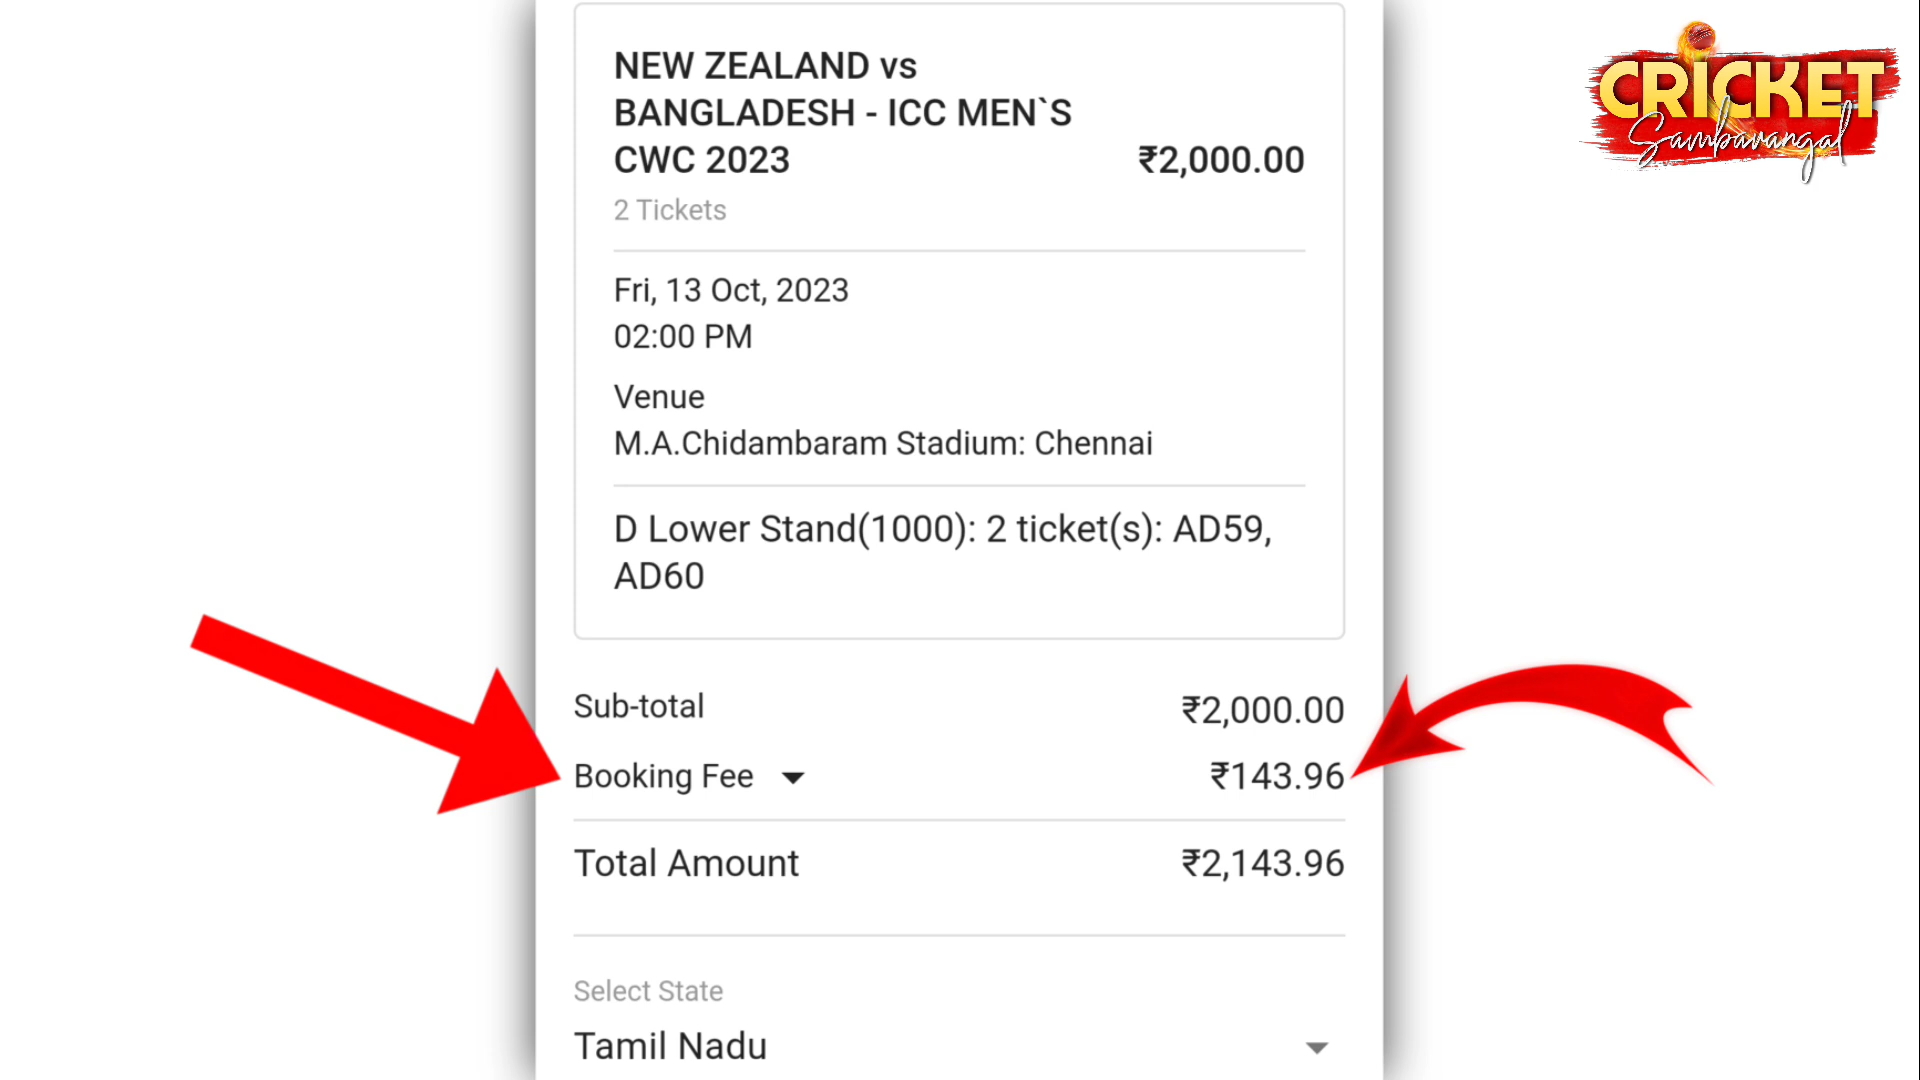 NEW ZEALAND vs
BANGLADESH - ICC MEN`S
CWC 2023 ₹2,000.00
2 Tickets
Fri, 13 Oct, 2023
02:00 PM
Venue
M.A.Chidambaram Stadium: Chennai
D Lower Stand(1000): 2 ticket(s): AD59,
AD60
Sub-total ₹2,000.00
Booking Fee ₹143.96
Total Amount ₹2,143.96
Select State
Tamil Nadu
CRICKET
Sambavangal